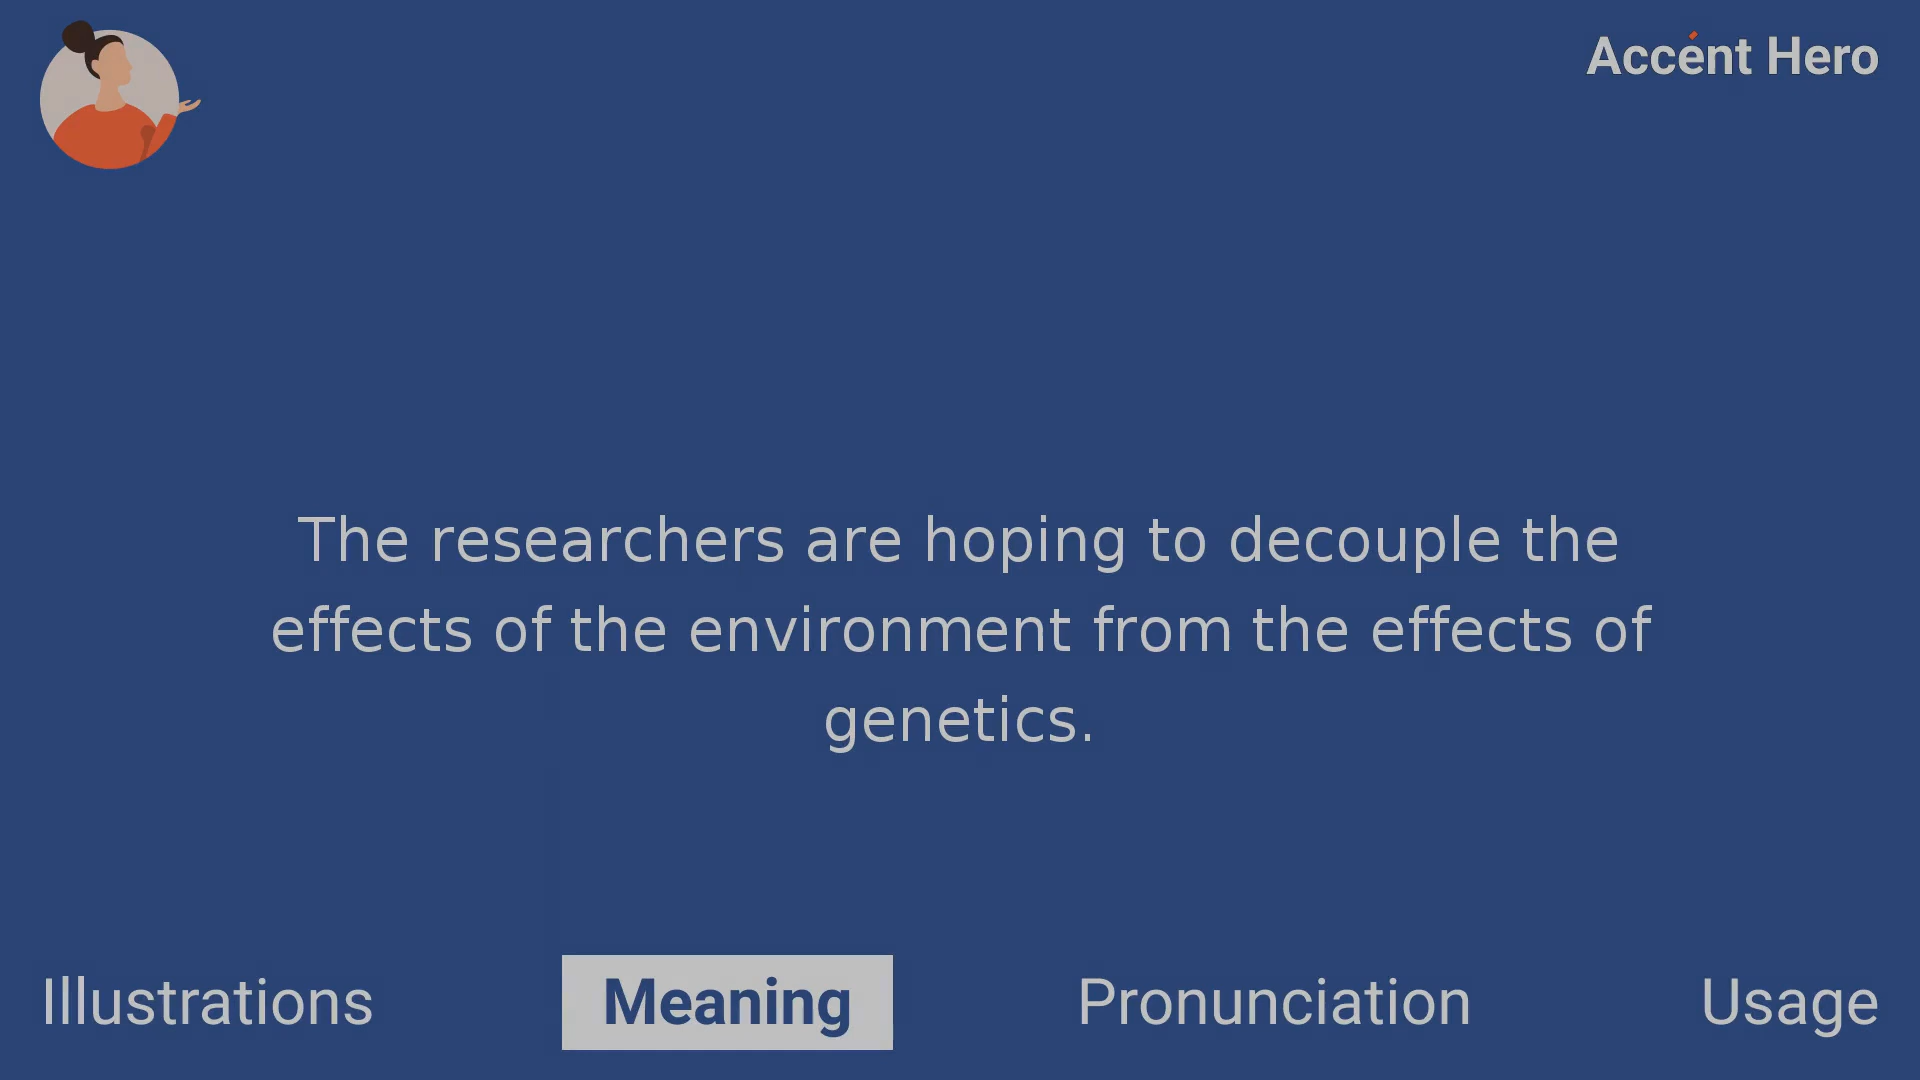 Accént Hero
The researchers are hoping to decouple the
effects of the environment from the effects of
genetics.
Illustrations
Meaning
Pronunciation
Usage